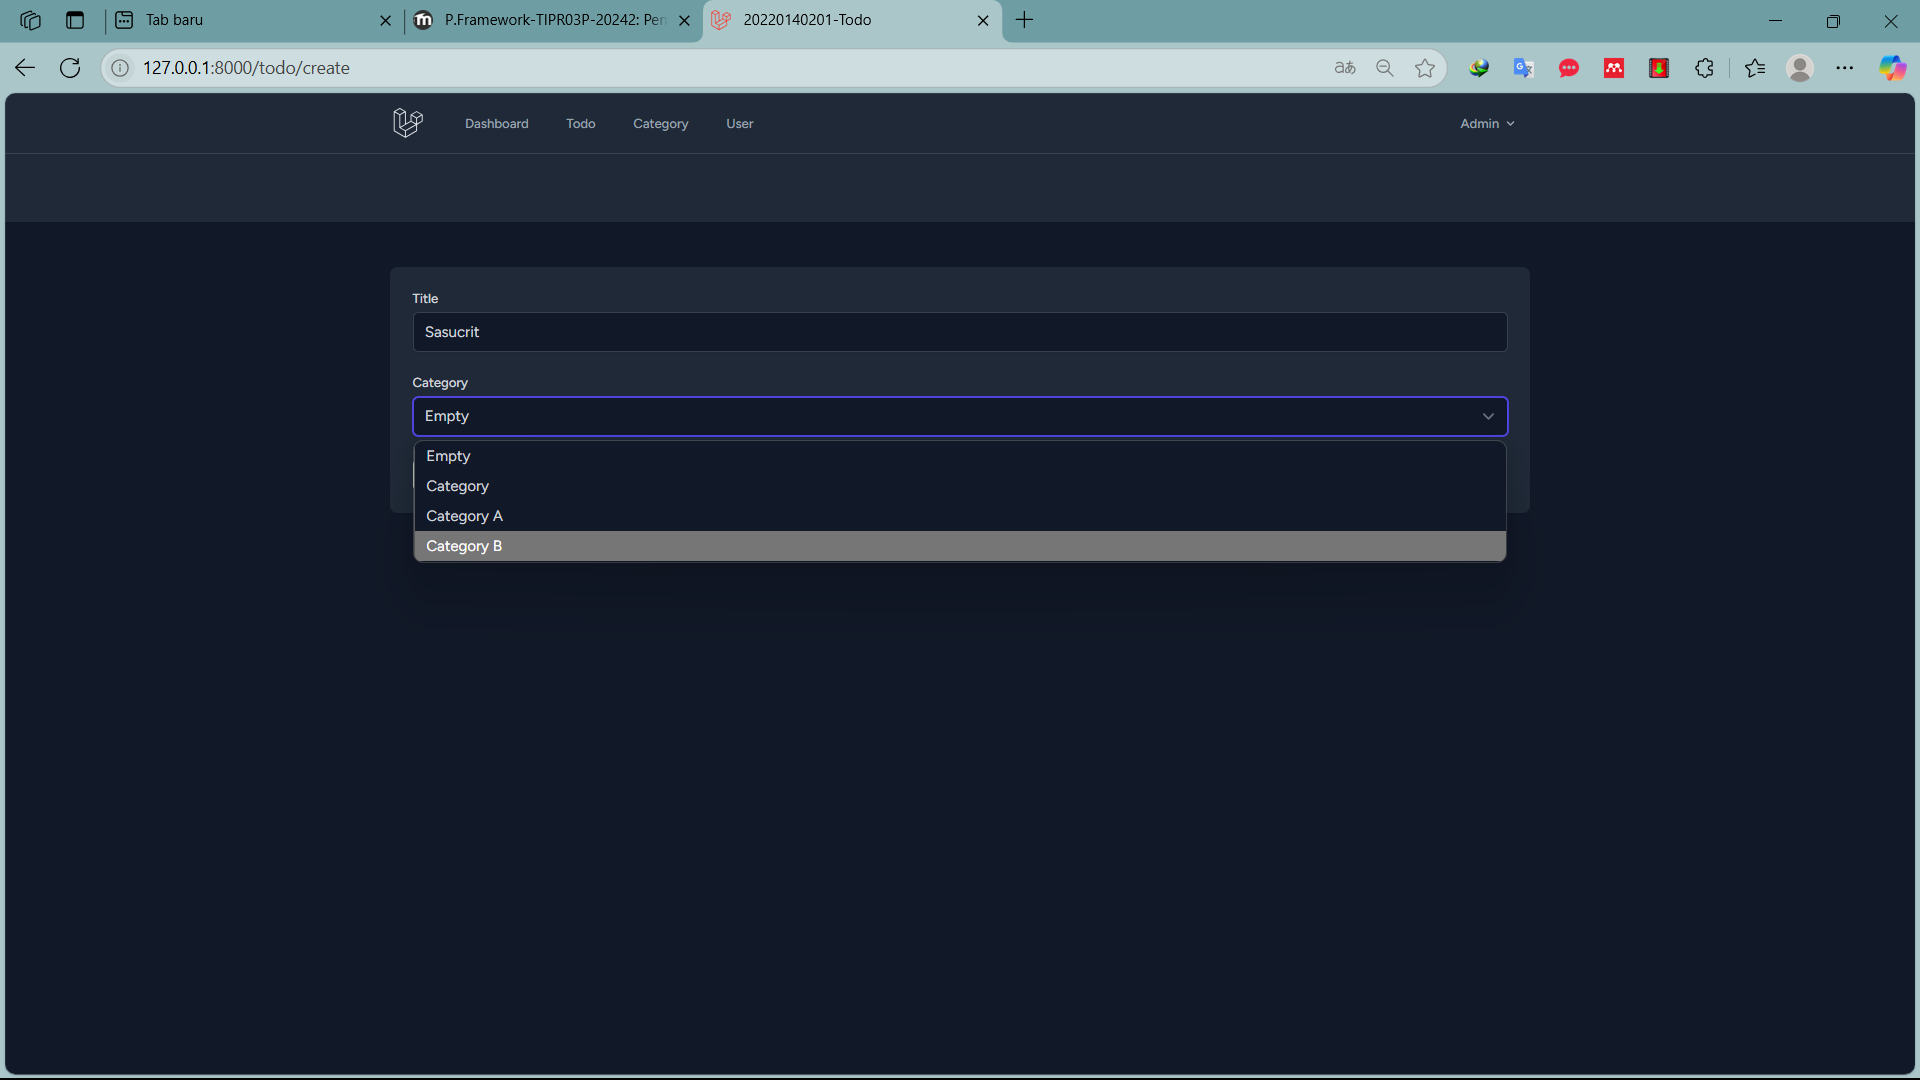 Tab baru
P.Framework-TIPR03P-20242: Pen
20220140201-Todo
127.0.0.1:8000/todo/create
Dashboard Todo Category User Admin
Title
Sasucrit
Category
Empty
Empty
Category
Category A
Category B